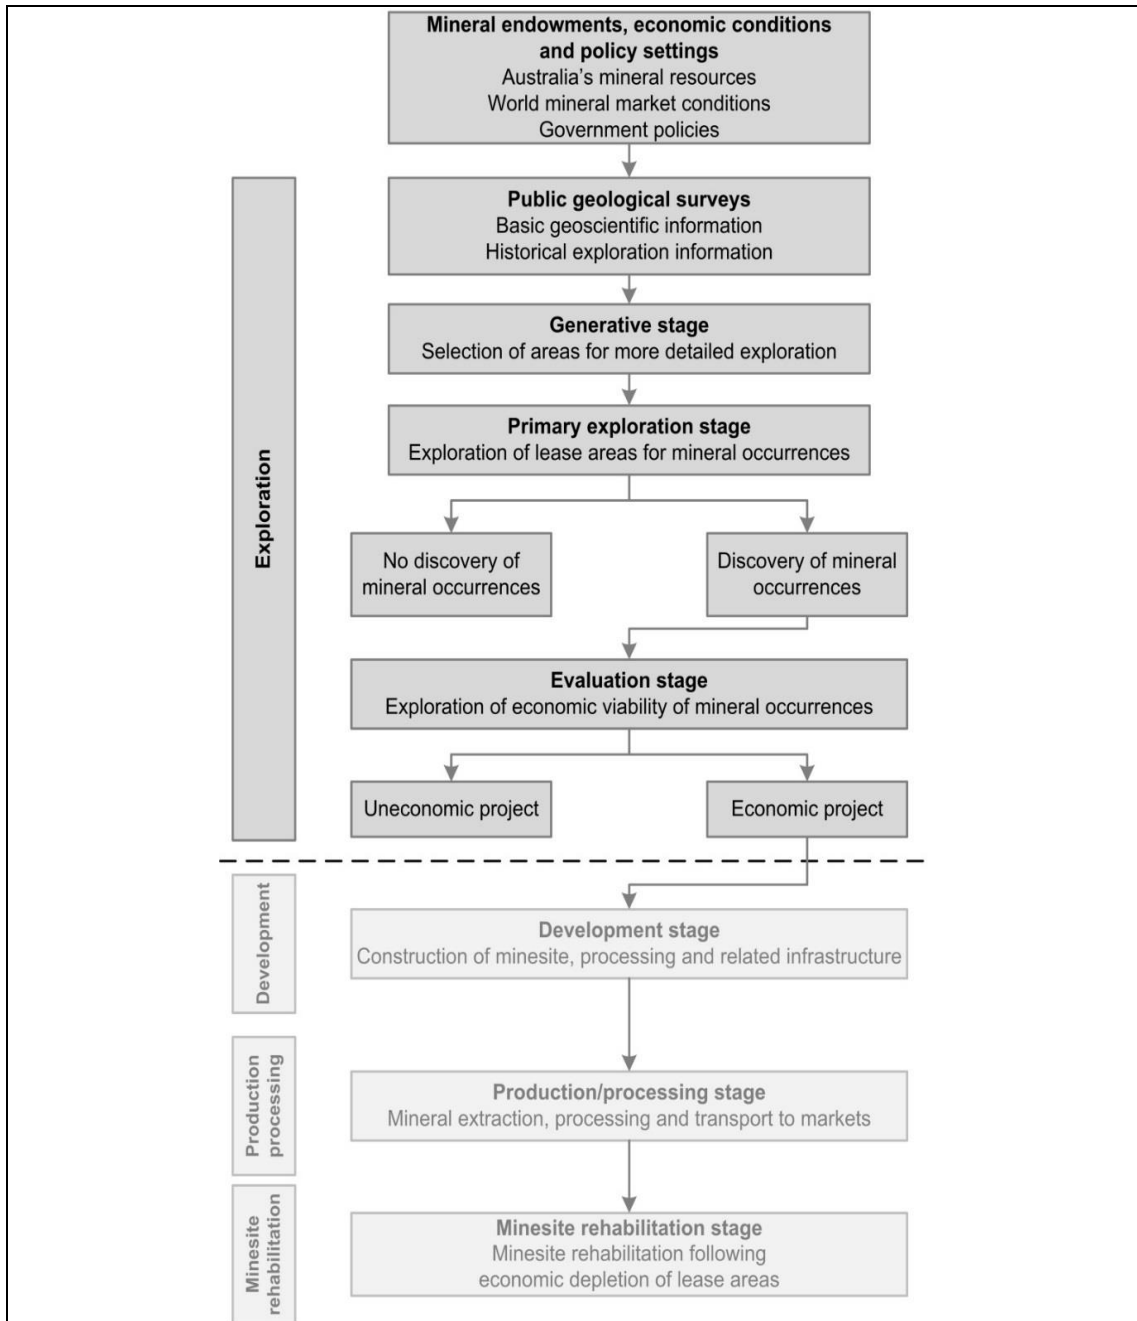 Mineral endowments, economic conditions
and policy settings
Australia’s mineral resources
World mineral market conditions
Government policies
Exploration
Public geological surveys
Basic geoscientific information
Historical exploration information
Generative stage
Selection of areas for more detailed exploration
Primary exploration stage
Exploration of lease areas for mineral occurrences
No discovery of
mineral occurrences
Discovery of mineral
occurrences
Evaluation stage
Exploration of economic viability of mineral occurrences
Uneconomic project
Economic project
Development
Development stage
Construction of minesite, processing and related infrastructure
Production
processing
Production/processing stage
Mineral extraction, processing and transport to markets
Minesite
rehabilitation
Minesite rehabilitation stage
Minesite rehabilitation following
economic depletion of lease areas